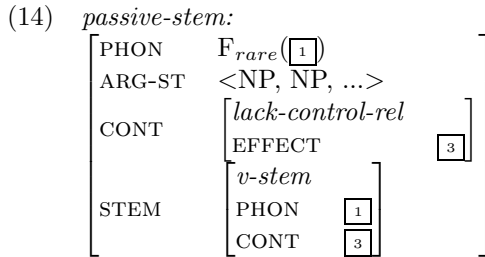 (14) passive-stem:
PHON F_rare(1)
ARG-ST <NP, NP, ...>
CONT lack-control-rel
EFFECT 3
STEM v-stem
PHON 1
CONT 3